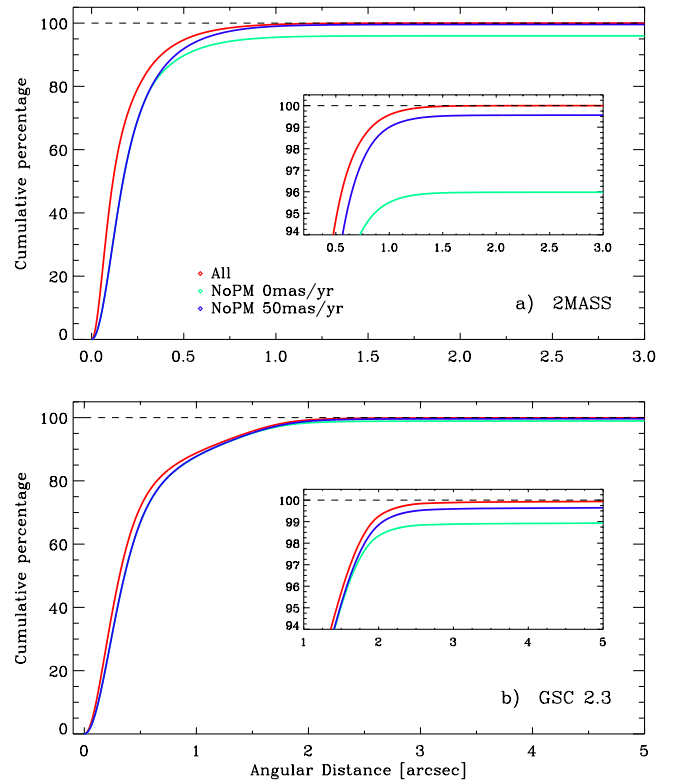 Cumulative percentage
100
80
60
40
20
0
100
99
98
97
96
95
94
0.5 1.0 1.5 2.0 2.5 3.0
All
NoPM 0mas/yr
NoPM 50mas/yr
a) 2MASS
0.0 0.5 1.0 1.5 2.0 2.5 3.0
Cumulative percentage
100
80
60
40
20
0
100
99
98
97
96
95
94
1 2 3 4 5
b) GSC 2.3
0 1 2 3 4 5
Angular Distance [arcsec]